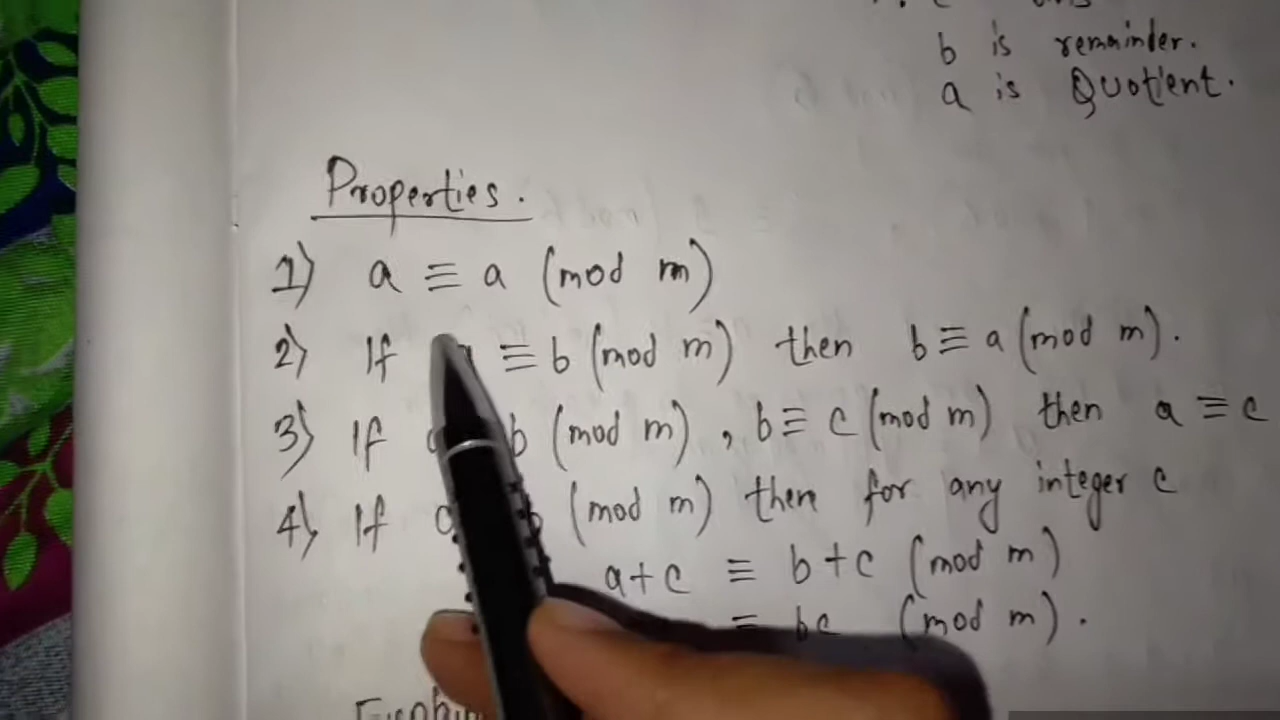 b is remainder.
a is Quotient.
Properties.
1) a ≡ a (mod m)
2) If a ≡ b (mod m) then b ≡ a (mod m).
3) If b (mod m), b ≡ c (mod m) then a ≡ c
4) If (mod m) then for any integer c
a+c ≡ b+c (mod m)
≡ bc (mod m).